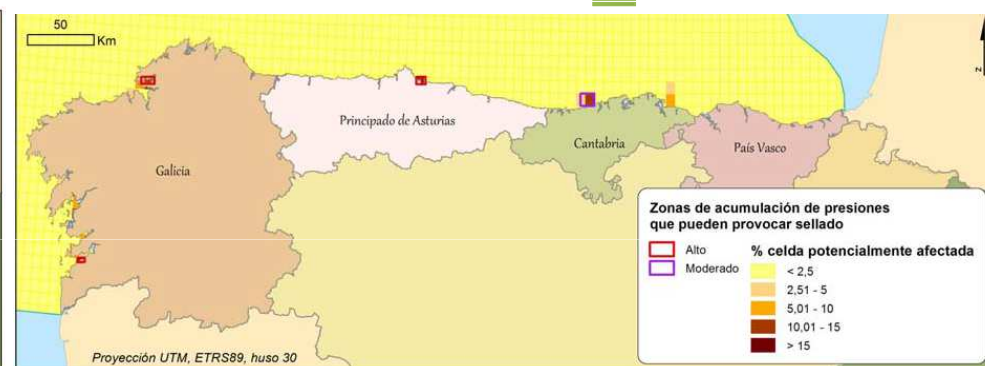 50
Km
Galicia
Principado de Asturias
Cantabria
País Vasco
Zonas de acumulación de presiones
que pueden provocar sellado
Alto
Moderado
% celda potencialmente afectada
< 2,5
2,51 - 5
5,01 - 10
10,01 - 15
> 15
Proyección UTM, ETRS89, huso 30